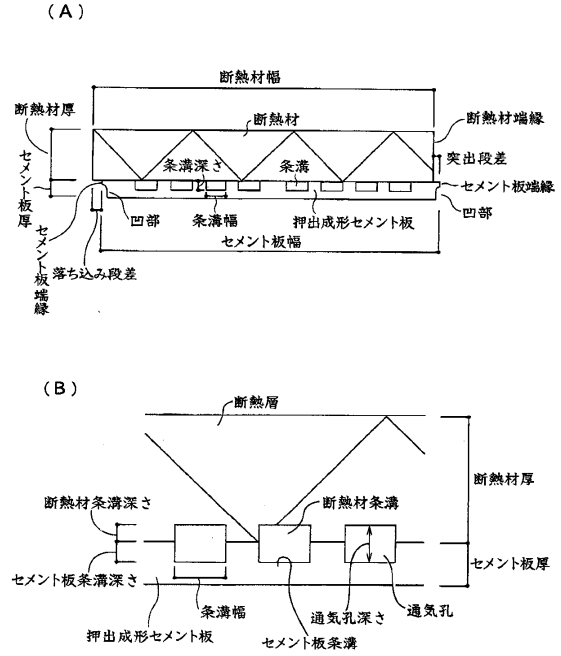 (A)
断熱材幅
断熱材厚
断熱材
断熱材端縁
突出段差
条溝深さ
条溝
セメント板厚
セメント板端縁
凹部
条溝幅
押出成形セメント板
凹部
セメント板幅
セメント板端縁
落ち込み段差
(B)
断熱層
断熱材厚
断熱材条溝深さ
断熱材条溝
セメント板条溝深さ
セメント板厚
条溝幅
通気孔深さ
通気孔
押出成形セメント板
セメント板条溝